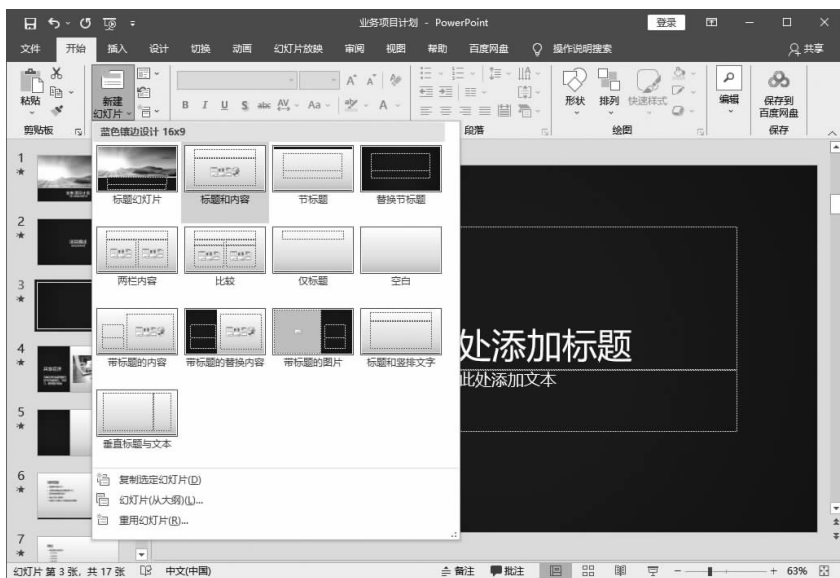 业务项目计划 - PowerPoint
登录
文件 开始 插入 设计 切换 动画 幻灯片放映 审阅 视图 帮助 百度网盘 操作说明搜索 共享
粘贴
新建
幻灯片
B I U S abc AV Aa A
形状 排列 快速样式
编辑
保存到
百度网盘
剪贴板 段落 绘图 保存
蓝色镶边设计 16x9
标题幻灯片 标题和内容 节标题 替换节标题
两栏内容 比较 仅标题 空白
带标题的内容 带标题的替换内容 带标题的图片 标题和竖排文字
垂直标题与文本
复制选定幻灯片(D)
幻灯片(从大纲)(L)...
重用幻灯片(R)...
1
2
3
4
5
6
7
处添加标题
此处添加文本
幻灯片 第 3 张，共 17 张 中文(中国) 备注 批注 63%